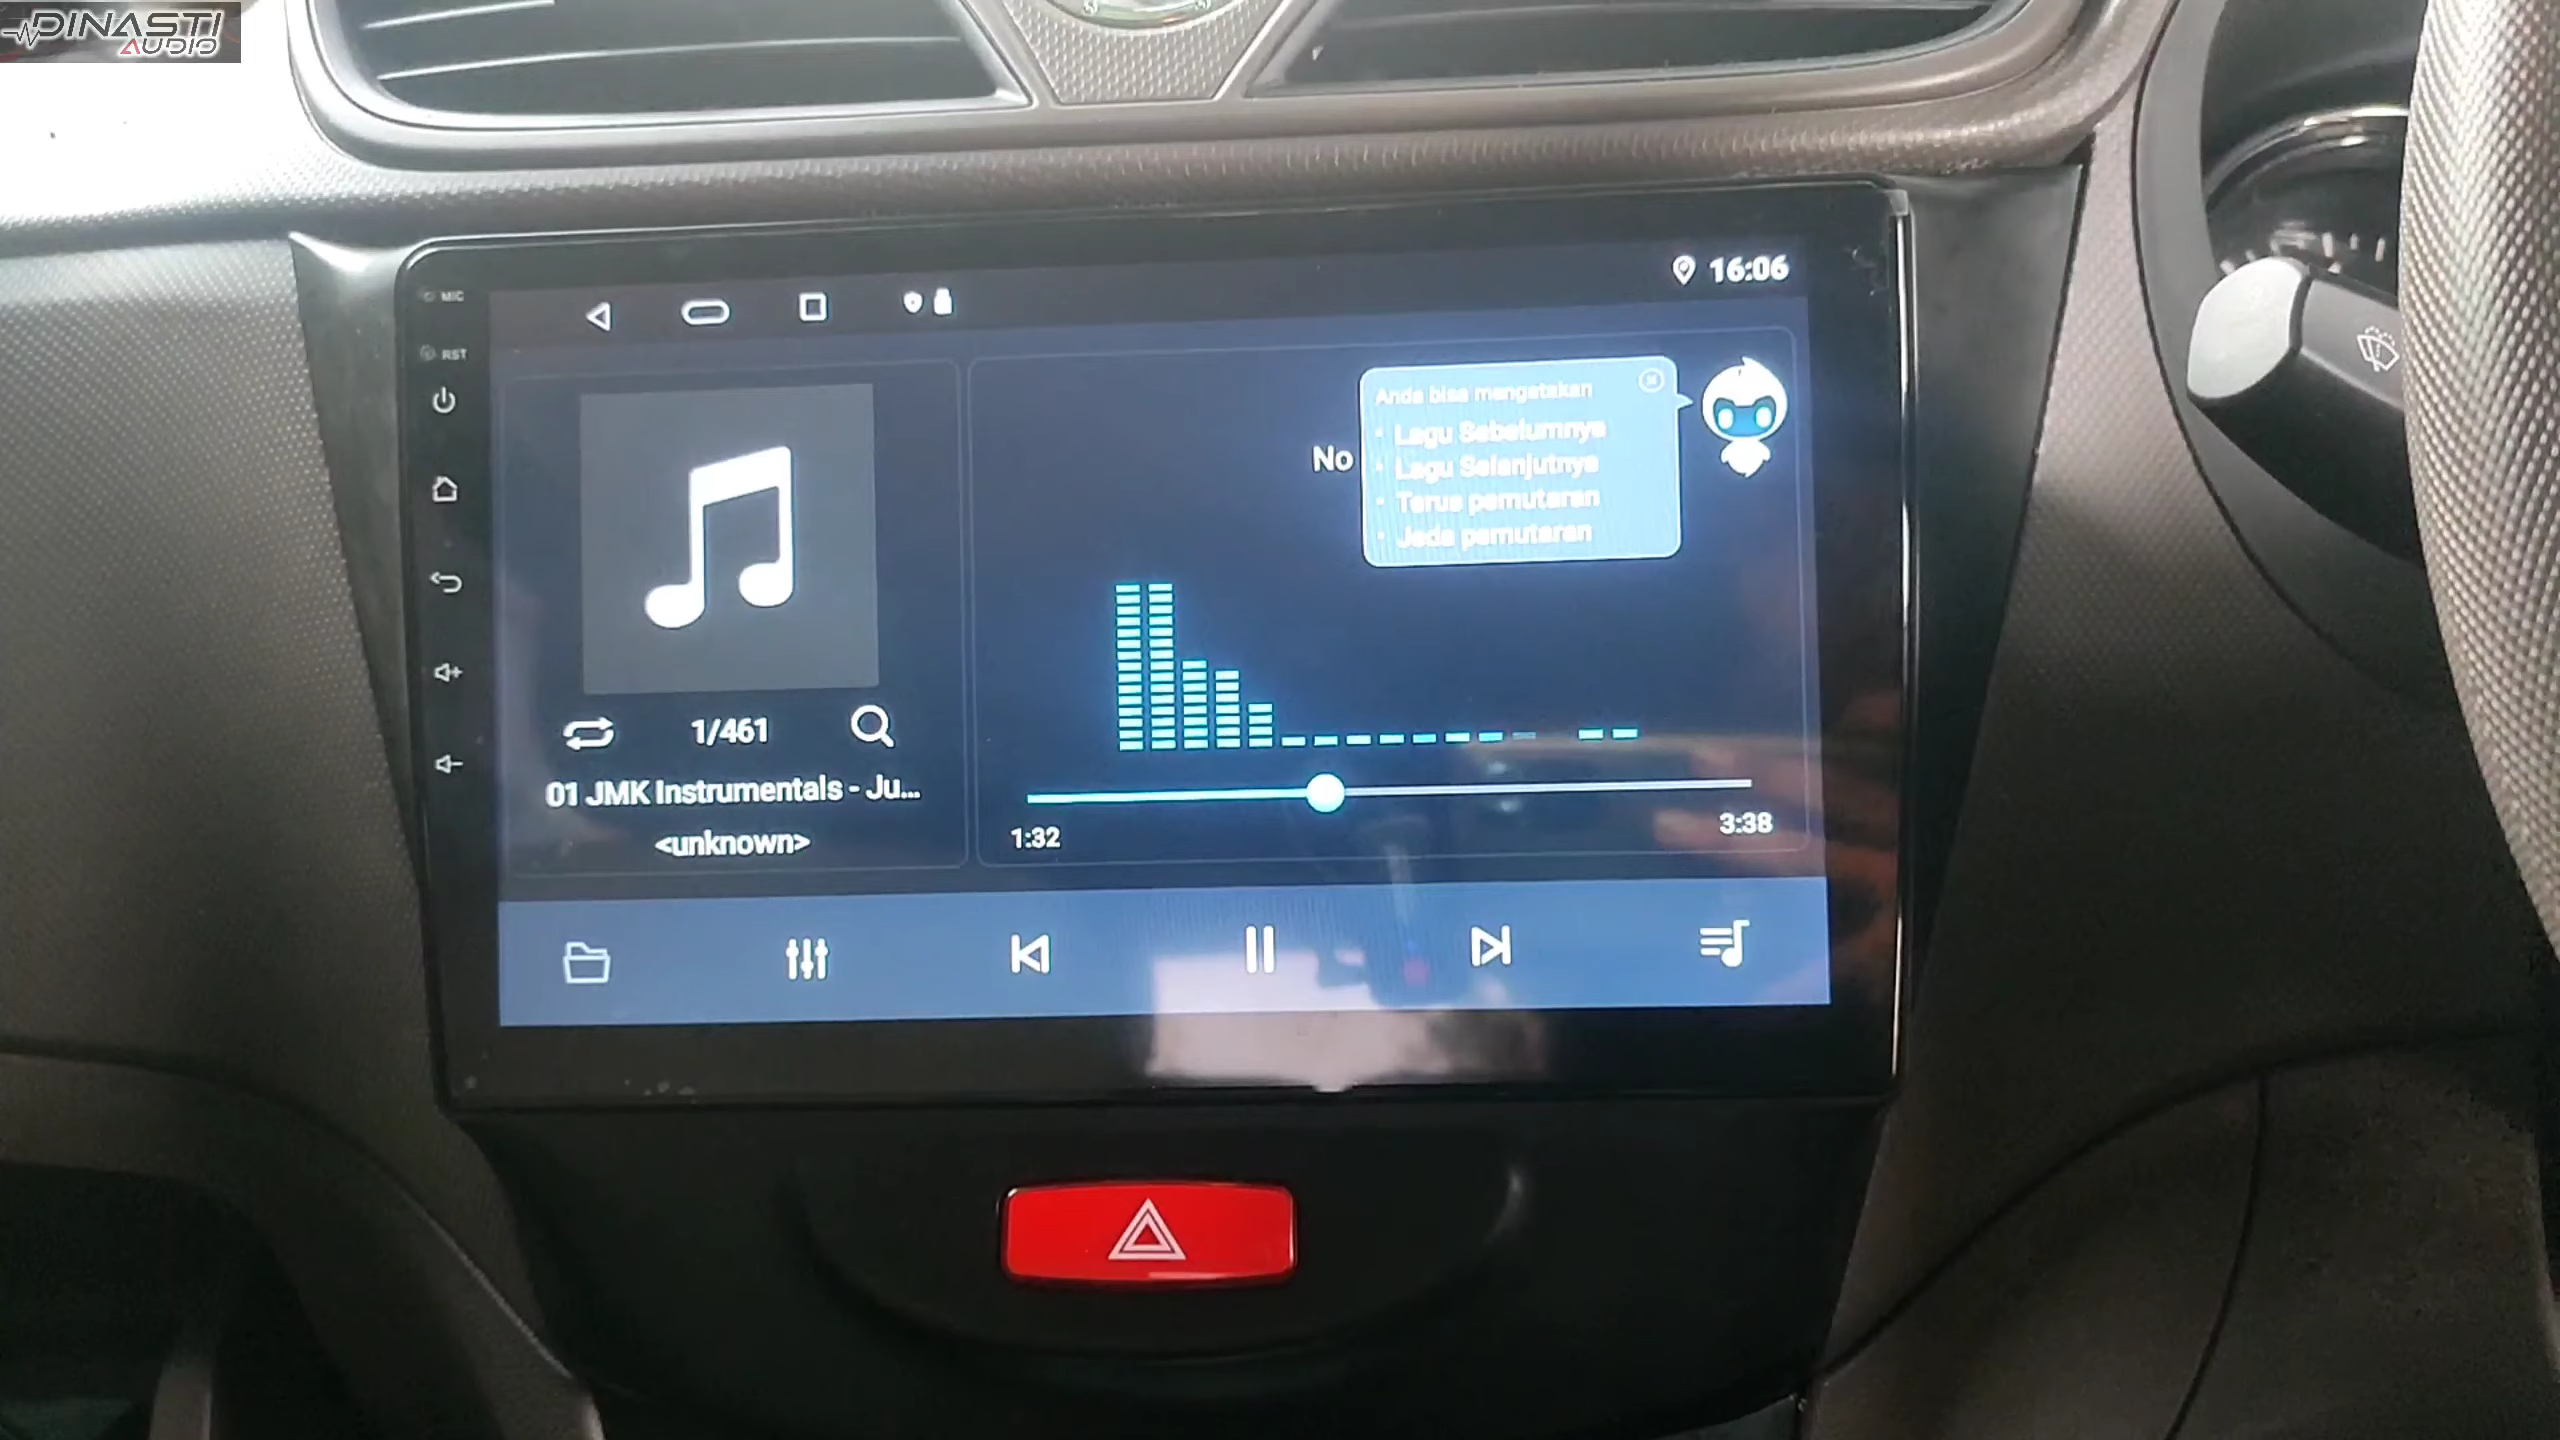 DINASTI
AUDIO
MIC
RST
16:06
Anda bisa mengatakan
• Lagu Sebelumnya
• Lagu Selanjutnya
• Terus pemutaran
• Jeda pemutaran
No
1/461
01 JMK Instrumentals - Ju...
<unknown>
1:32
3:38